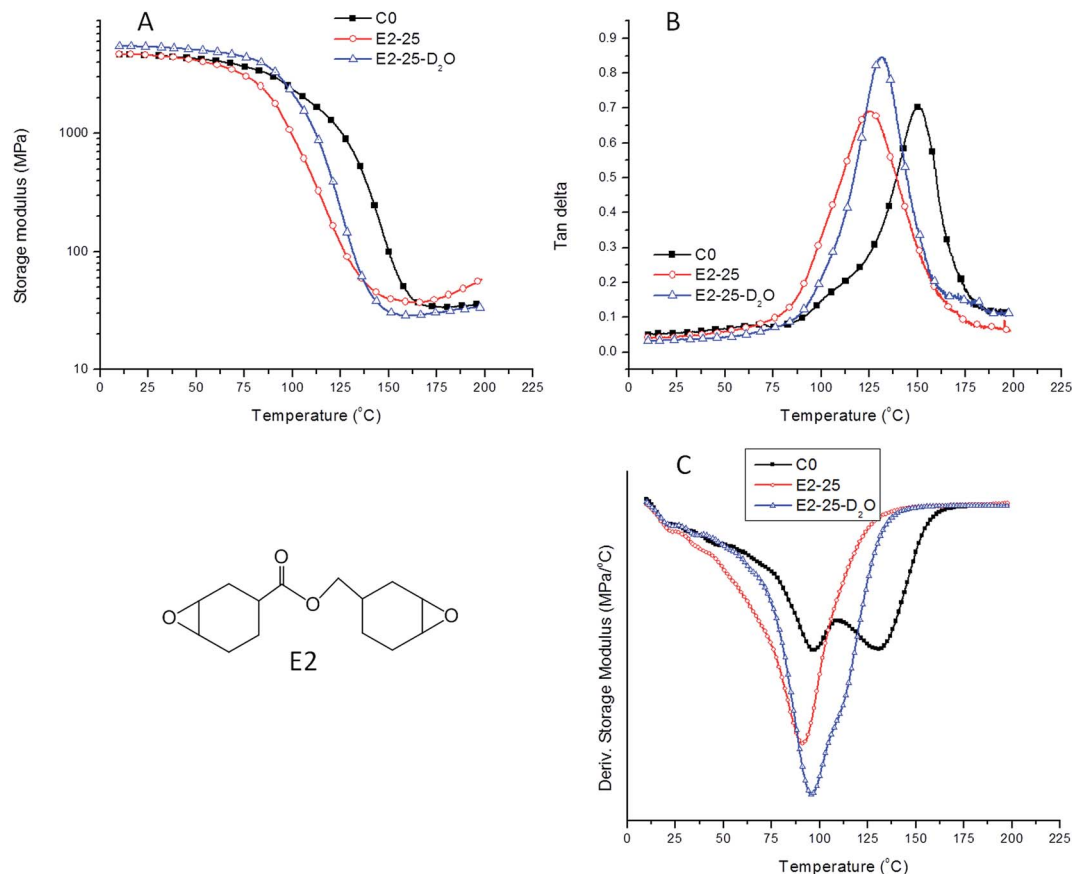 A
C0
E2-25
E2-25-D₂O
Storage modulus (MPa)
1000
100
10
0 25 50 75 100 125 150 175 200 225
Temperature (°C)
B
C0
E2-25
E2-25-D₂O
Tan delta
0.9
0.8
0.7
0.6
0.5
0.4
0.3
0.2
0.1
0.0
0 25 50 75 100 125 150 175 200 225
Temperature (°C)
O
O
O
O
E2
C
C0
E2-25
E2-25-D₂O
Deriv. Storage Modulus (MPa/°C)
0 25 50 75 100 125 150 175 200 225
Temperature (°C)